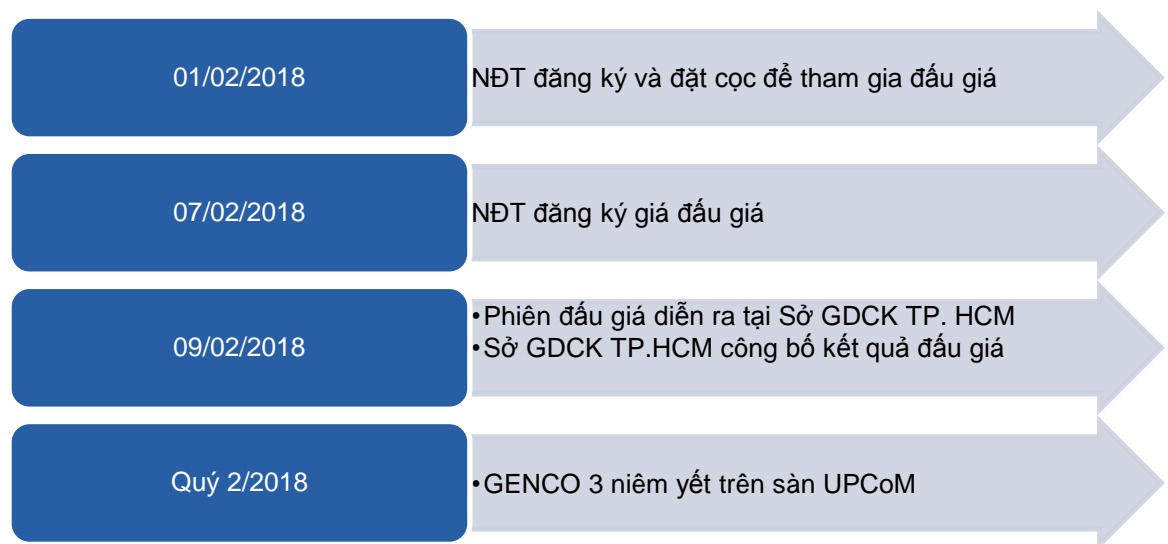 01/02/2018
NĐT đăng ký và đặt cọc để tham gia đấu giá
07/02/2018
NĐT đăng ký giá đấu giá
09/02/2018
•Phiên đấu giá diễn ra tại Sở GDCK TP. HCM
•Sở GDCK TP.HCM công bố kết quả đấu giá
Quý 2/2018
•GENCO 3 niêm yết trên sàn UPCoM